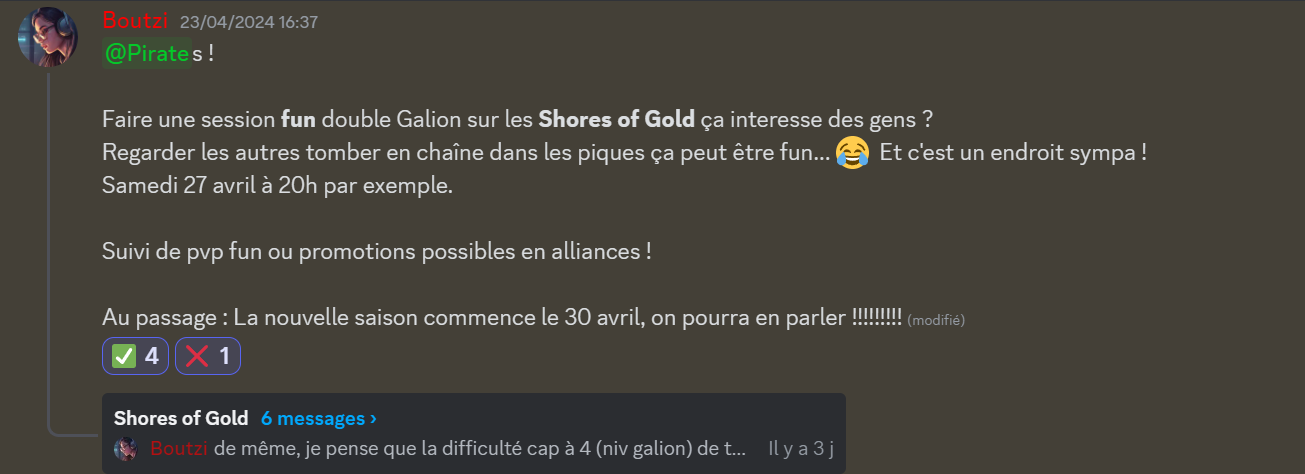 Boutzi 23/04/2024 16:37
@Pirates !
Faire une session fun double Galion sur les Shores of Gold ça interesse des gens ?
Regarder les autres tomber en chaîne dans les piques ça peut être fun... 😂 Et c'est un endroit sympa !
Samedi 27 avril à 20h par exemple.
Suivi de pvp fun ou promotions possibles en alliances !
Au passage : La nouvelle saison commence le 30 avril, on pourra en parler !!!!!!!!! (modifié)
✅ 4 ❌ 1
Shores of Gold 6 messages ›
Boutzi de même, je pense que la difficulté cap à 4 (niv galion) de t... Il y a 3 j